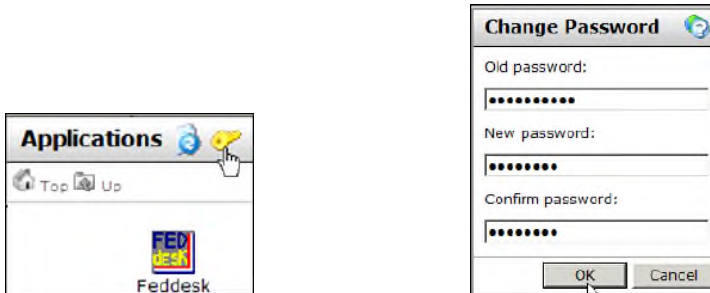 Applications
Top Up
FED
desk
Feddesk
Change Password
Old password:
••••••••••
New password:
••••••••
Confirm password:
••••••••
OK Cancel